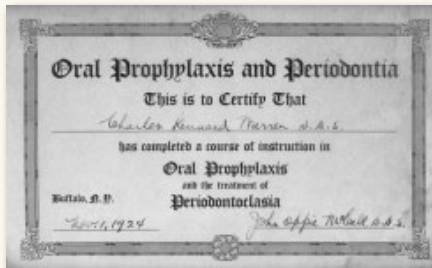 Oral Prophylaxis and Periodontia
This is to Certify That
Charles Kennard Warren D.D.S.
has completed a course of instruction in
Oral Prophylaxis
and the treatment of
Periodontoclasia
Buffalo, N.Y.
Nov. 1, 1924
John Oppie McCall D.D.S.